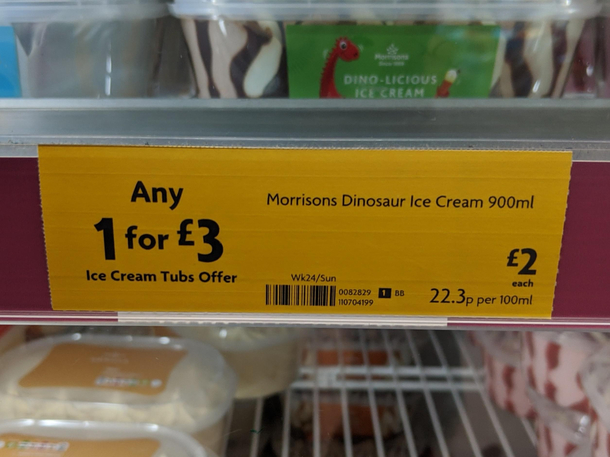 Morrisons
DINO-LICIOUS
ICE CREAM
Any
1 for £3
Ice Cream Tubs Offer
Morrisons Dinosaur Ice Cream 900ml
Wk24/Sun
0082829 1 BB
110704199
£2
each
22.3p per 100ml